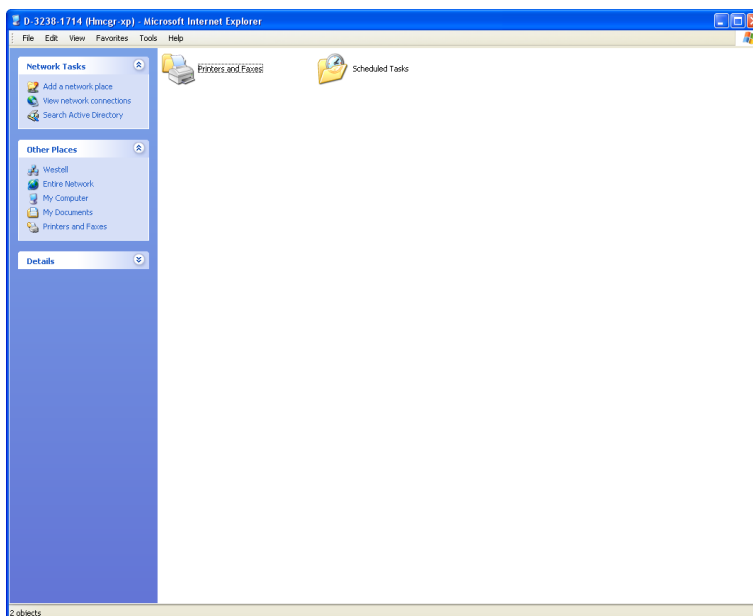 D-3238-1714 (Hmcgr-xp) - Microsoft Internet Explorer
File Edit View Favorites Tools Help
Network Tasks
Add a network place
View network connections
Search Active Directory
Other Places
Westell
Entire Network
My Computer
My Documents
Printers and Faxes
Details
Printers and Faxes
Scheduled Tasks
2 objects